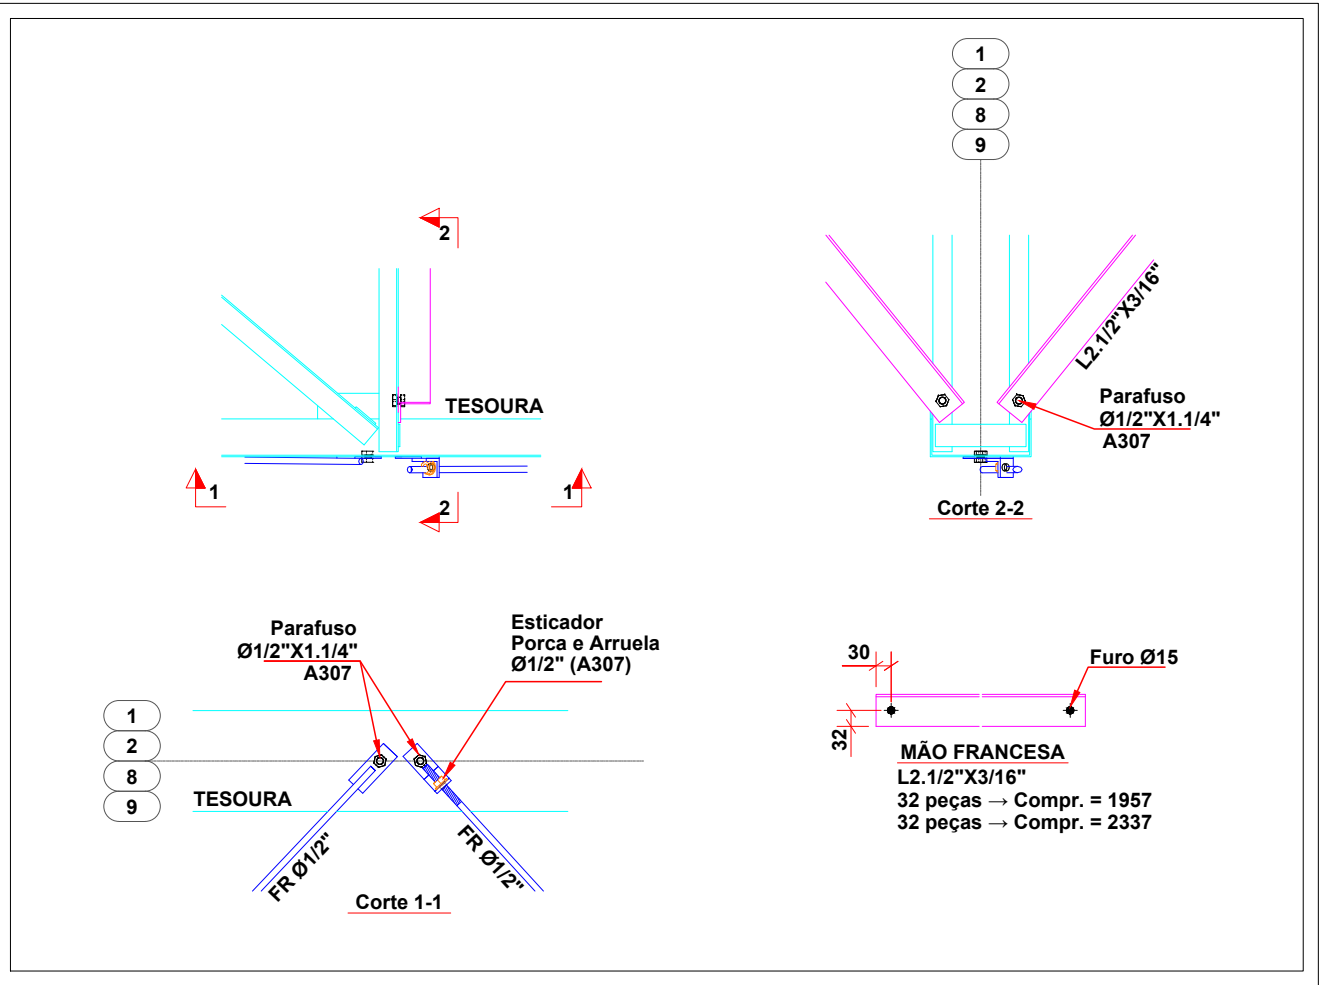 1
2
8
9
2
TESOURA
1
2
1
L2.1/2"X3/16"
Parafuso
Ø1/2"X1.1/4"
A307
Corte 2-2
Parafuso
Ø1/2"X1.1/4"
A307
Esticador
Porca e Arruela
Ø1/2" (A307)
1
2
8
9
TESOURA
FR Ø1/2"
FR Ø1/2"
Corte 1-1
30
Furo Ø15
32
MÃO FRANCESA
L2.1/2"X3/16"
32 peças → Compr. = 1957
32 peças → Compr. = 2337